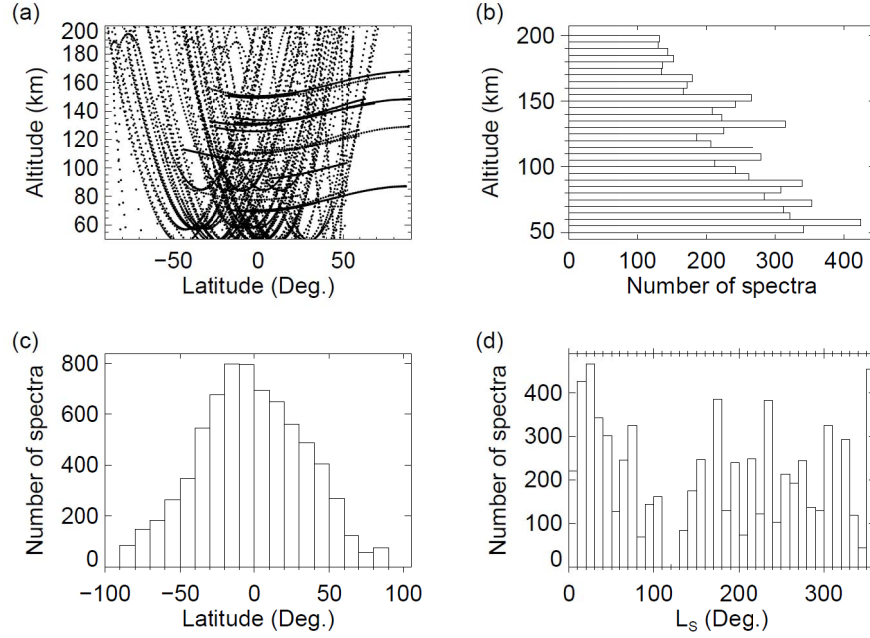 (a)
200
180
160
140
120
100
80
60
Altitude (km)
−50 0 50
Latitude (Deg.)
(b)
200
150
100
50
Altitude (km)
0 100 200 300 400
Number of spectra
(c)
800
600
400
200
0
Number of spectra
−100 −50 0 50 100
Latitude (Deg.)
(d)
400
300
200
100
0
Number of spectra
0 100 200 300
L_S (Deg.)